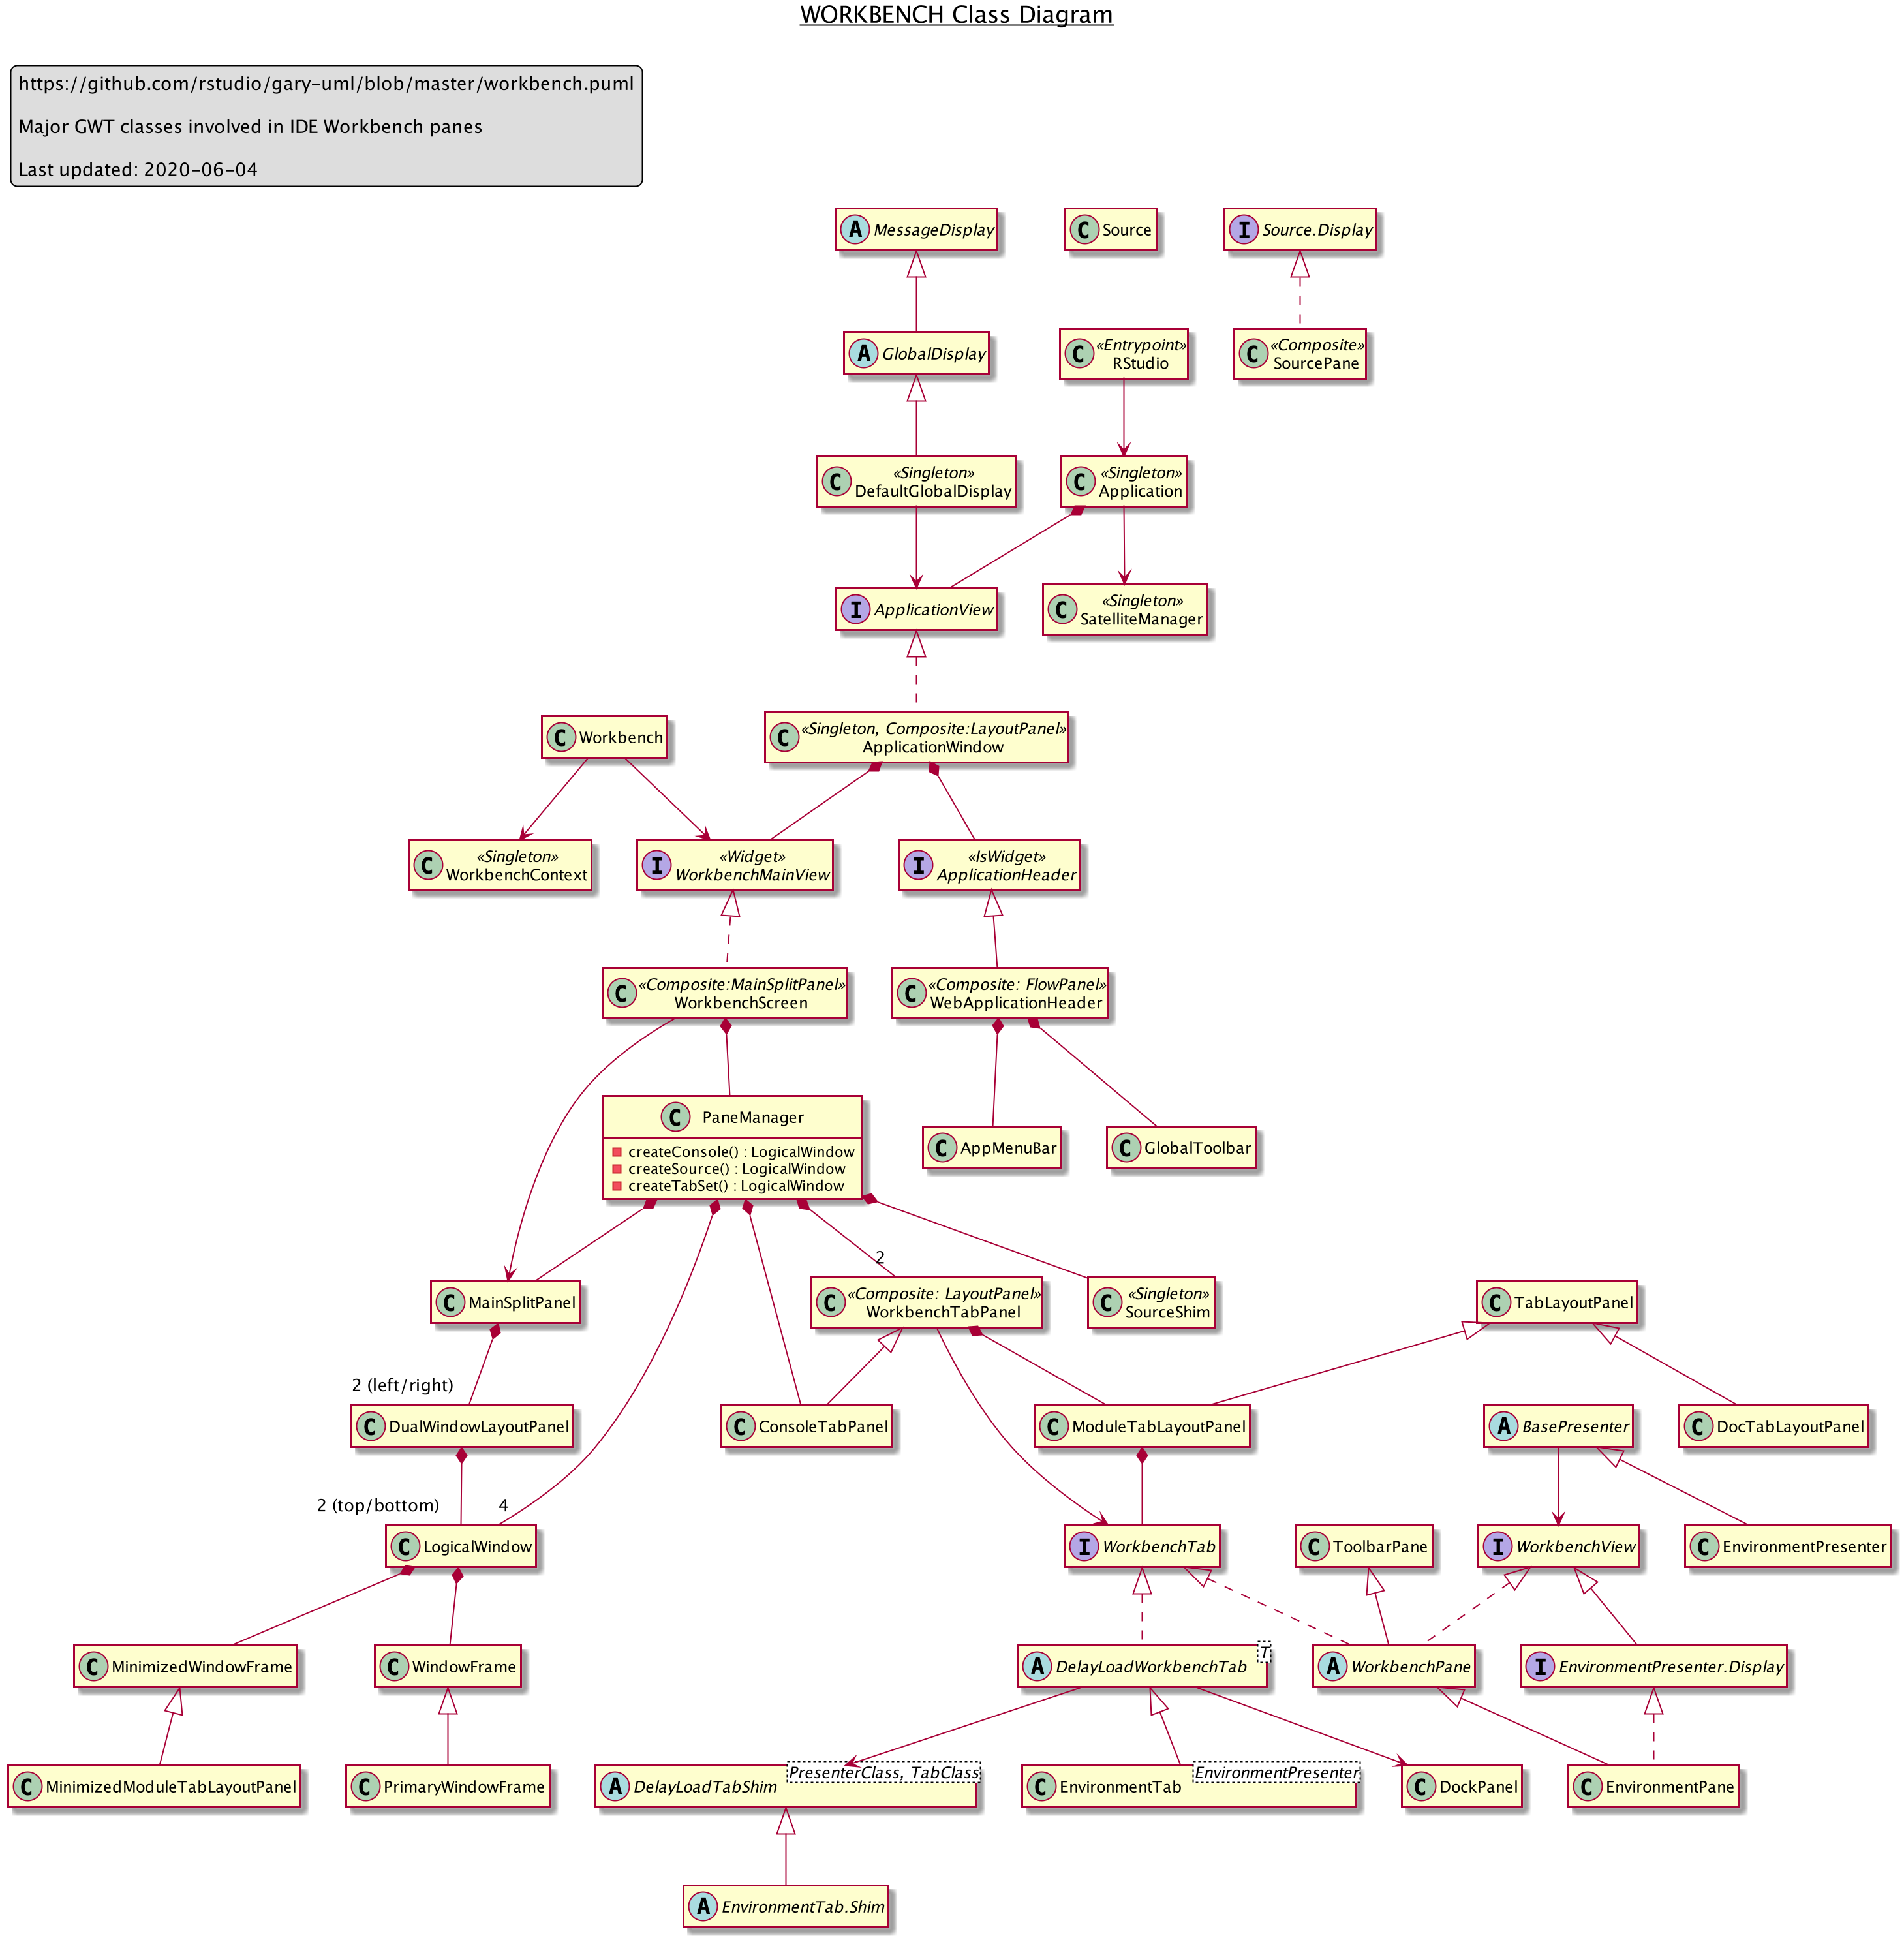 WORKBENCH Class Diagram
https://github.com/rstudio/gary-uml/blob/master/workbench.puml
Major GWT classes involved in IDE Workbench panes
Last updated: 2020-06-04
A MessageDisplay
C Source
I Source.Display
A GlobalDisplay
C «Entrypoint»
RStudio
C «Composite»
SourcePane
C «Singleton»
DefaultGlobalDisplay
C «Singleton»
Application
I ApplicationView
C «Singleton»
SatelliteManager
C Workbench
C «Singleton, Composite:LayoutPanel»
ApplicationWindow
C «Singleton»
WorkbenchContext
I «Widget»
WorkbenchMainView
I «IsWidget»
ApplicationHeader
C «Composite:MainSplitPanel»
WorkbenchScreen
C «Composite: FlowPanel»
WebApplicationHeader
C PaneManager
createConsole() : LogicalWindow
createSource() : LogicalWindow
createTabSet() : LogicalWindow
C AppMenuBar
C GlobalToolbar
2
C MainSplitPanel
C «Composite: LayoutPanel»
WorkbenchTabPanel
C «Singleton»
SourceShim
C TabLayoutPanel
2 (left/right)
C DualWindowLayoutPanel
C ConsoleTabPanel
C ModuleTabLayoutPanel
A BasePresenter
C DocTabLayoutPanel
2 (top/bottom)
4
C LogicalWindow
I WorkbenchTab
C ToolbarPane
I WorkbenchView
C EnvironmentPresenter
C MinimizedWindowFrame
C WindowFrame
A DelayLoadWorkbenchTab
T
A WorkbenchPane
I EnvironmentPresenter.Display
C MinimizedModuleTabLayoutPanel
C PrimaryWindowFrame
A DelayLoadTabShim
PresenterClass, TabClass
C EnvironmentTab
EnvironmentPresenter
C DockPanel
C EnvironmentPane
A EnvironmentTab.Shim